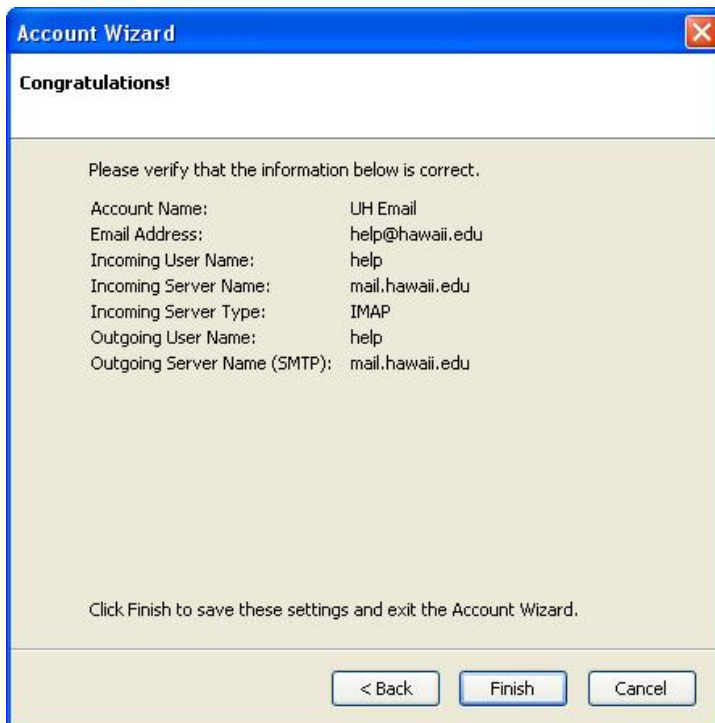 Account Wizard
Congratulations!
Please verify that the information below is correct.
Account Name: UH Email
Email Address: help@hawaii.edu
Incoming User Name: help
Incoming Server Name: mail.hawaii.edu
Incoming Server Type: IMAP
Outgoing User Name: help
Outgoing Server Name (SMTP): mail.hawaii.edu
Click Finish to save these settings and exit the Account Wizard.
< Back Finish Cancel